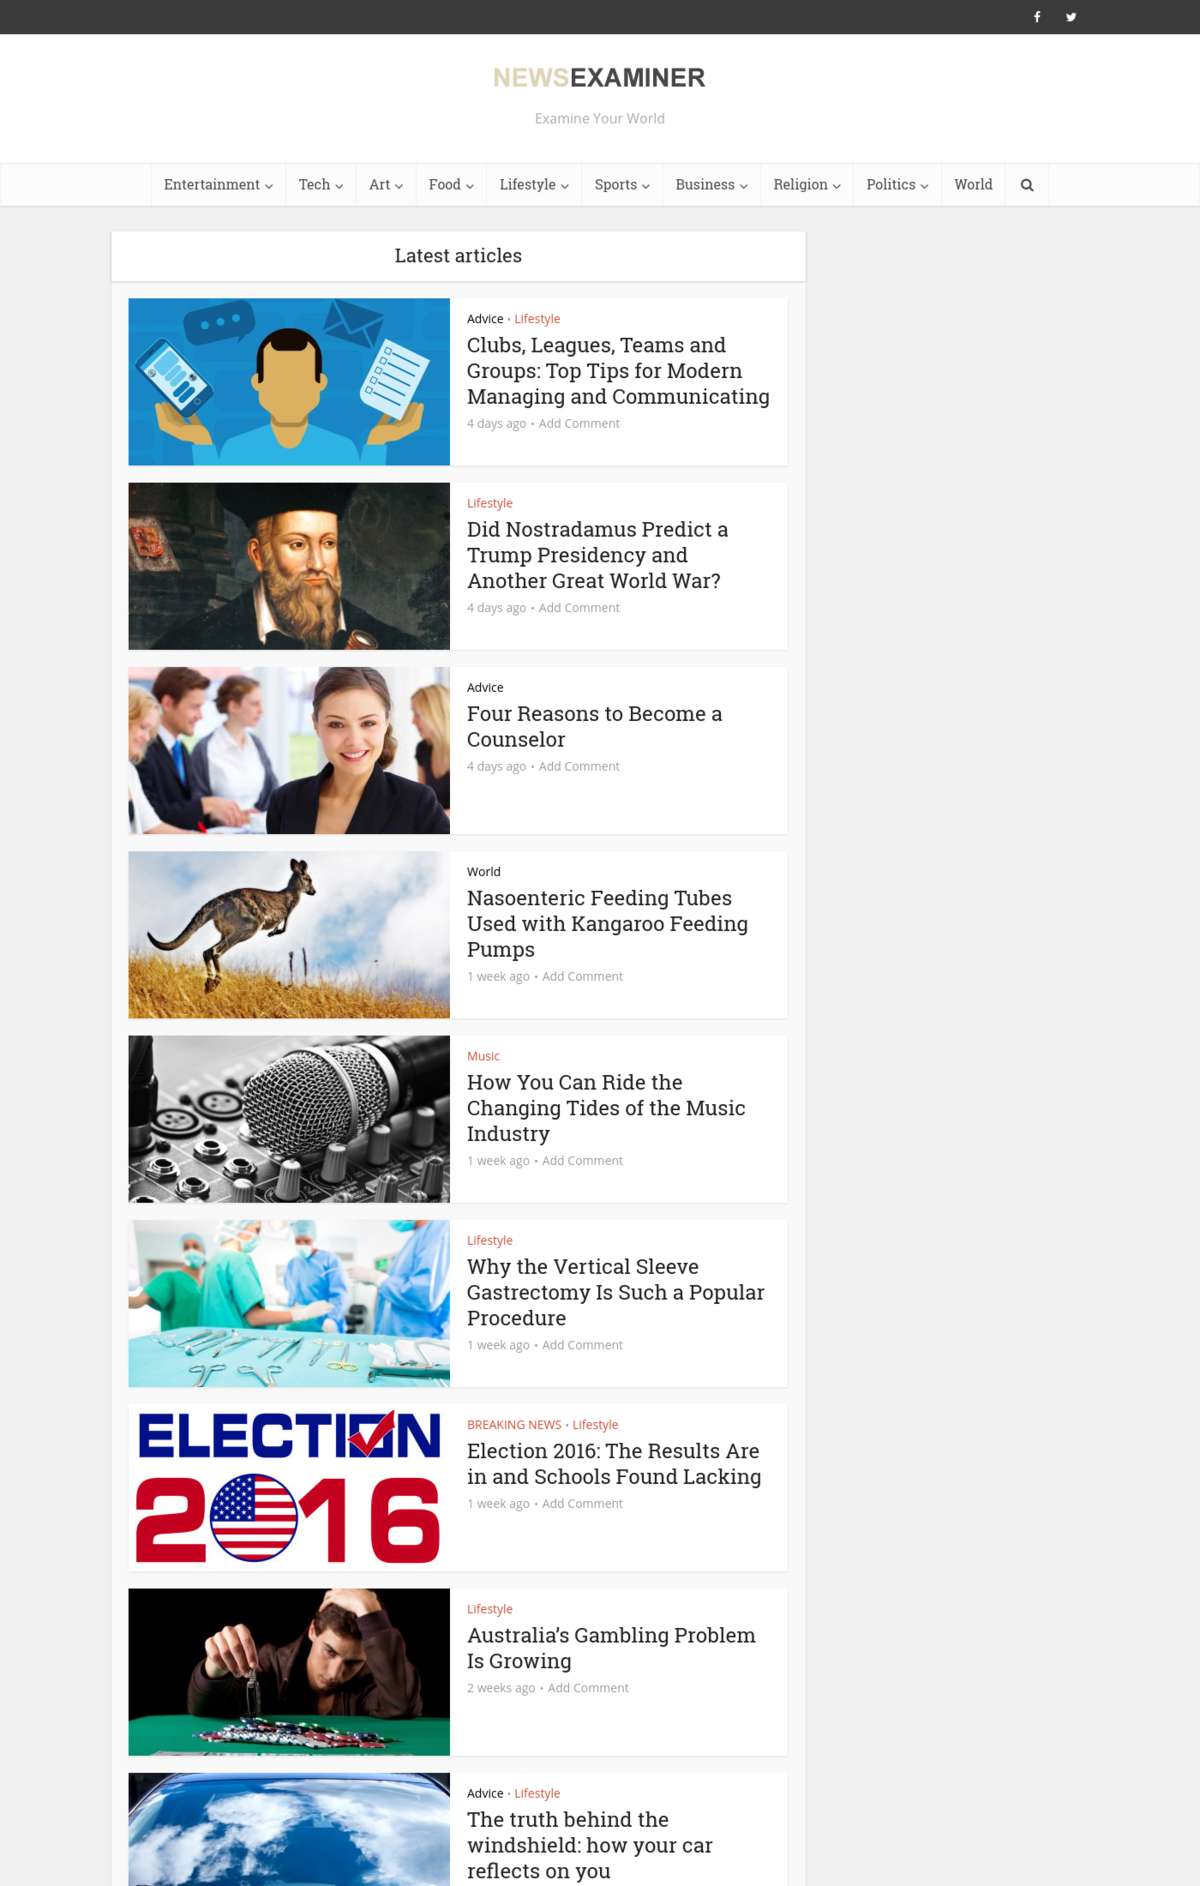 NEWSEXAMINER
Examine Your World
Entertainment
Tech
Art
Food
Lifestyle
Sports
Business
Religion
Politics
World
Latest articles
Advice • Lifestyle
Clubs, Leagues, Teams and
Groups: Top Tips for Modern
Managing and Communicating
4 days ago • Add Comment
Lifestyle
Did Nostradamus Predict a
Trump Presidency and
Another Great World War?
4 days ago • Add Comment
Advice
Four Reasons to Become a
Counselor
4 days ago • Add Comment
World
Nasoenteric Feeding Tubes
Used with Kangaroo Feeding
Pumps
1 week ago • Add Comment
Music
How You Can Ride the
Changing Tides of the Music
Industry
1 week ago • Add Comment
Lifestyle
Why the Vertical Sleeve
Gastrectomy Is Such a Popular
Procedure
1 week ago • Add Comment
ELECTION
2016
BREAKING NEWS • Lifestyle
Election 2016: The Results Are
in and Schools Found Lacking
1 week ago • Add Comment
Lifestyle
Australia’s Gambling Problem
Is Growing
2 weeks ago • Add Comment
Advice • Lifestyle
The truth behind the
windshield: how your car
reflects on you